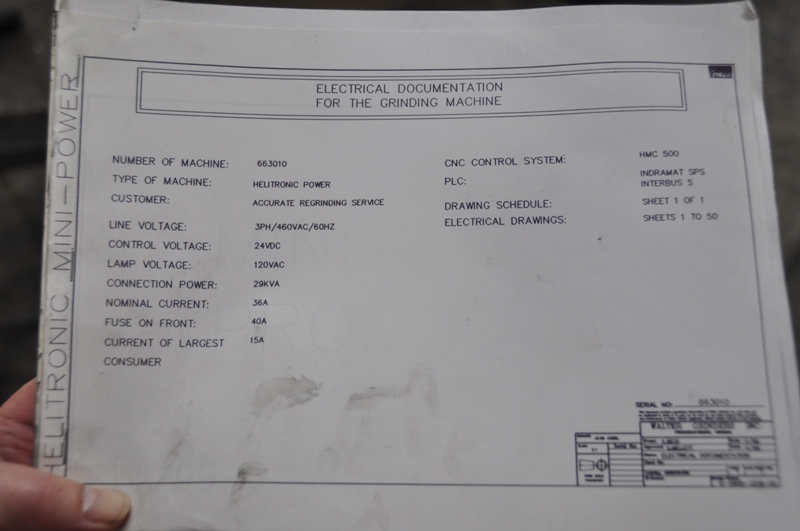 HELITRONIC MINI-POWER
ELECTRICAL DOCUMENTATION
FOR THE GRINDING MACHINE
NUMBER OF MACHINE: 663010
TYPE OF MACHINE: HELITRONIC POWER
CUSTOMER: ACCURATE REGRINDING SERVICE
LINE VOLTAGE: 3PH/460VAC/60HZ
CONTROL VOLTAGE: 24VDC
LAMP VOLTAGE: 120VAC
CONNECTION POWER: 29KVA
NOMINAL CURRENT: 36A
FUSE ON FRONT: 40A
CURRENT OF LARGEST 15A
CONSUMER
CNC CONTROL SYSTEM: HMC 500
PLC: INDRAMAT SPS
INTERBUS S
DRAWING SCHEDULE: SHEET 1 OF 1
ELECTRICAL DRAWINGS: SHEETS 1 TO 50
SERIAL NO: 663010
WALTER GRINDERS INC
ELECTRICAL DOCUMENTATION